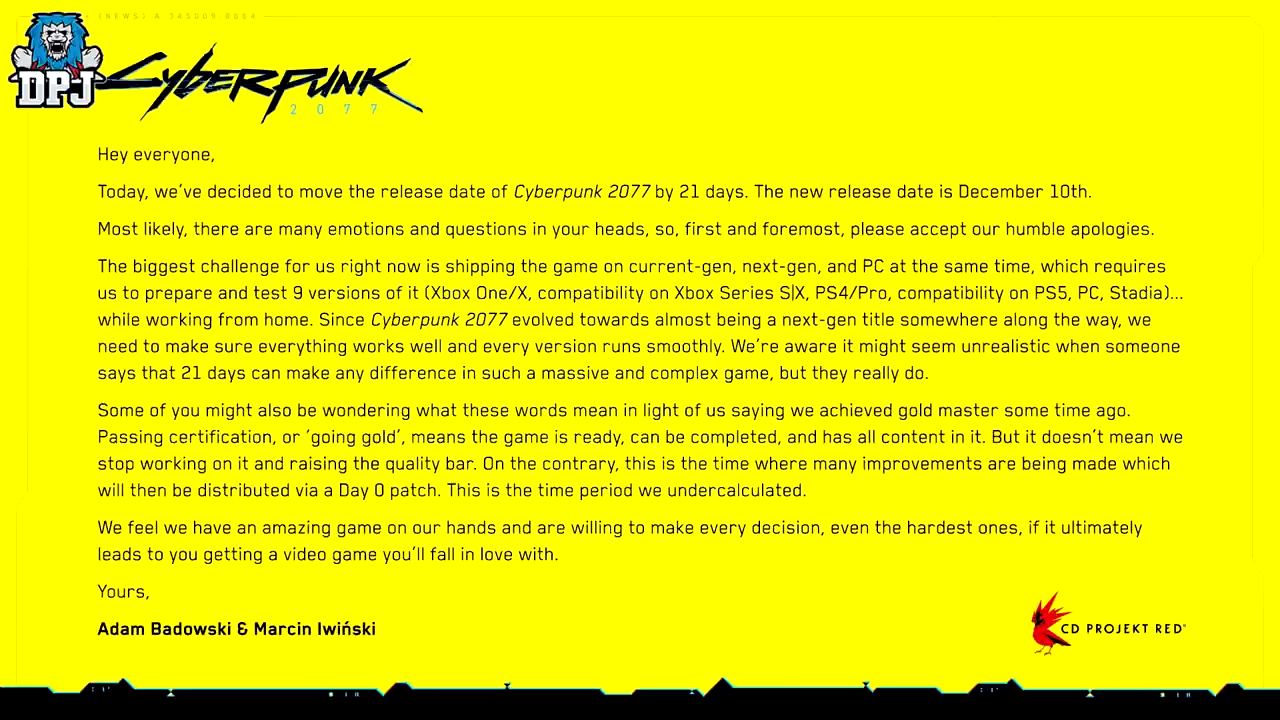 (NEWS) A 345009.0064
DPJ
Cyberpunk
2077
Hey everyone,
Today, we've decided to move the release date of Cyberpunk 2077 by 21 days. The new release date is December 10th.
Most likely, there are many emotions and questions in your heads, so, first and foremost, please accept our humble apologies.
The biggest challenge for us right now is shipping the game on current-gen, next-gen, and PC at the same time, which requires
us to prepare and test 9 versions of it (Xbox One/X, compatibility on Xbox Series S|X, PS4/Pro, compatibility on PS5, PC, Stadia)...
while working from home. Since Cyberpunk 2077 evolved towards almost being a next-gen title somewhere along the way, we
need to make sure everything works well and every version runs smoothly. We're aware it might seem unrealistic when someone
says that 21 days can make any difference in such a massive and complex game, but they really do.
Some of you might also be wondering what these words mean in light of us saying we achieved gold master some time ago.
Passing certification, or 'going gold', means the game is ready, can be completed, and has all content in it. But it doesn't mean we
stop working on it and raising the quality bar. On the contrary, this is the time where many improvements are being made which
will then be distributed via a Day 0 patch. This is the time period we undercalculated.
We feel we have an amazing game on our hands and are willing to make every decision, even the hardest ones, if it ultimately
leads to you getting a video game you'll fall in love with.
Yours,
Adam Badowski & Marcin Iwiński
CD PROJEKT RED®